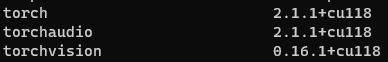 torch 2.1.1+cu118
torchaudio 2.1.1+cu118
torchvision 0.16.1+cu118